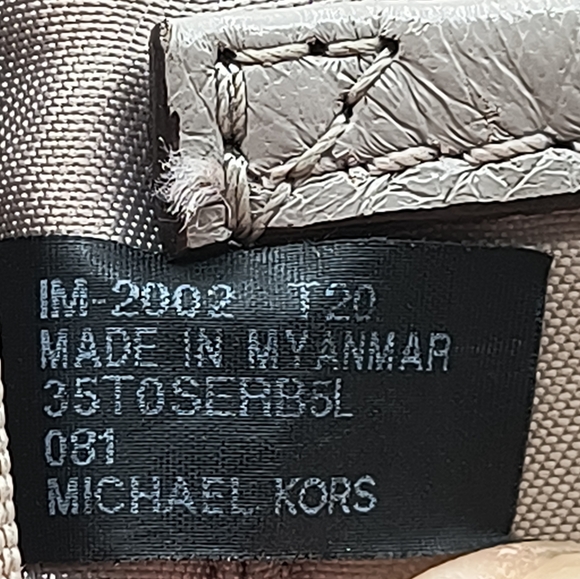 IM-2002 T20
MADE IN MYANMAR
35T0SERB5L
081
MICHAEL KORS